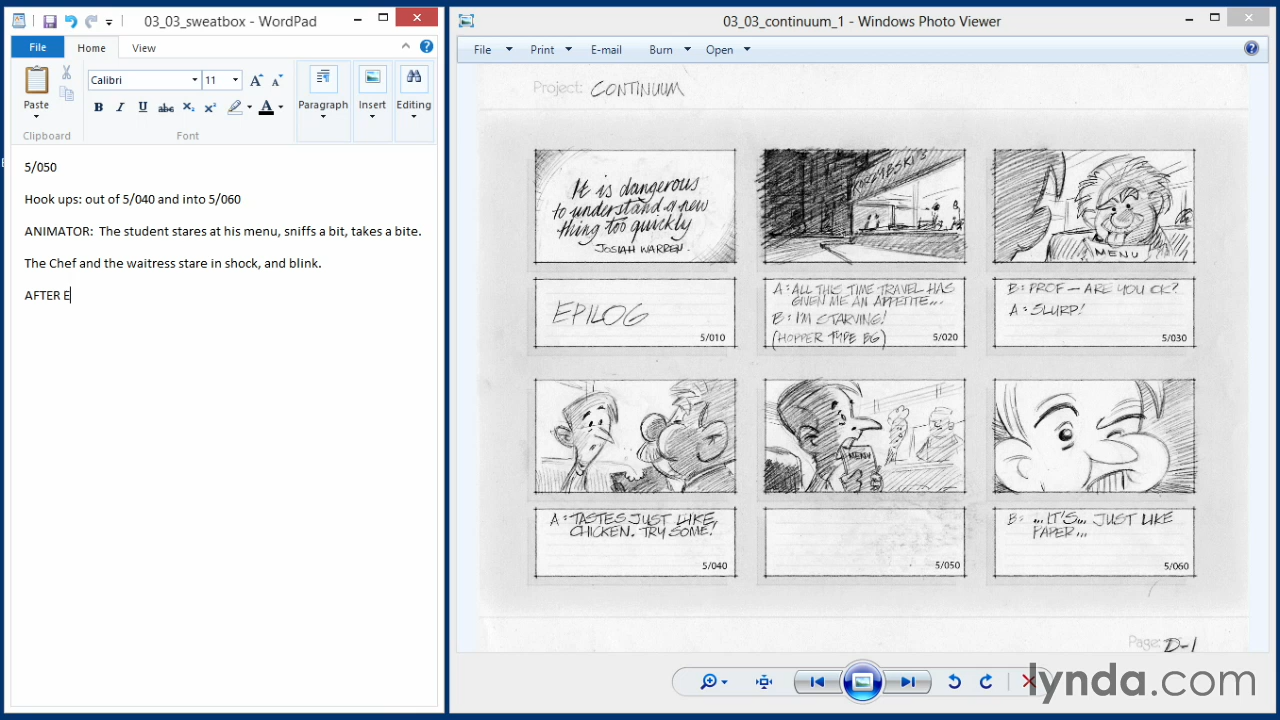 03_03_sweatbox - WordPad
File
Home
View
Paste
Clipboard
Calibri
11
B I U abc X₂ X²
Font
Paragraph
Insert
Editing
5/050
Hook ups: out of 5/040 and into 5/060
ANIMATOR:  The student stares at his menu, sniffs a bit, takes a bite.
The Chef and the waitress stare in shock, and blink.
AFTER E
03_03_continuum_1 - Windows Photo Viewer
File
Print
E-mail
Burn
Open
Project: CONTINUUM
It is dangerous
to understand a new
thing too quickly
JOSIAH WARREN.
MENU
EPILOG
5/010
A: ALL THIS TIME TRAVEL HAS
GIVEN ME AN APPETITE...
B: I'M STARVING!
(HOPPER TYPE BG)
5/020
B: PROF — ARE YOU OK?
A: SLURP!
5/030
MENU
A: TASTES JUST LIKE
CHICKEN. TRY SOME!
5/040
5/050
B: ...IT'S... JUST LIKE
PAPER...
5/060
Page: D-1
lynda.com